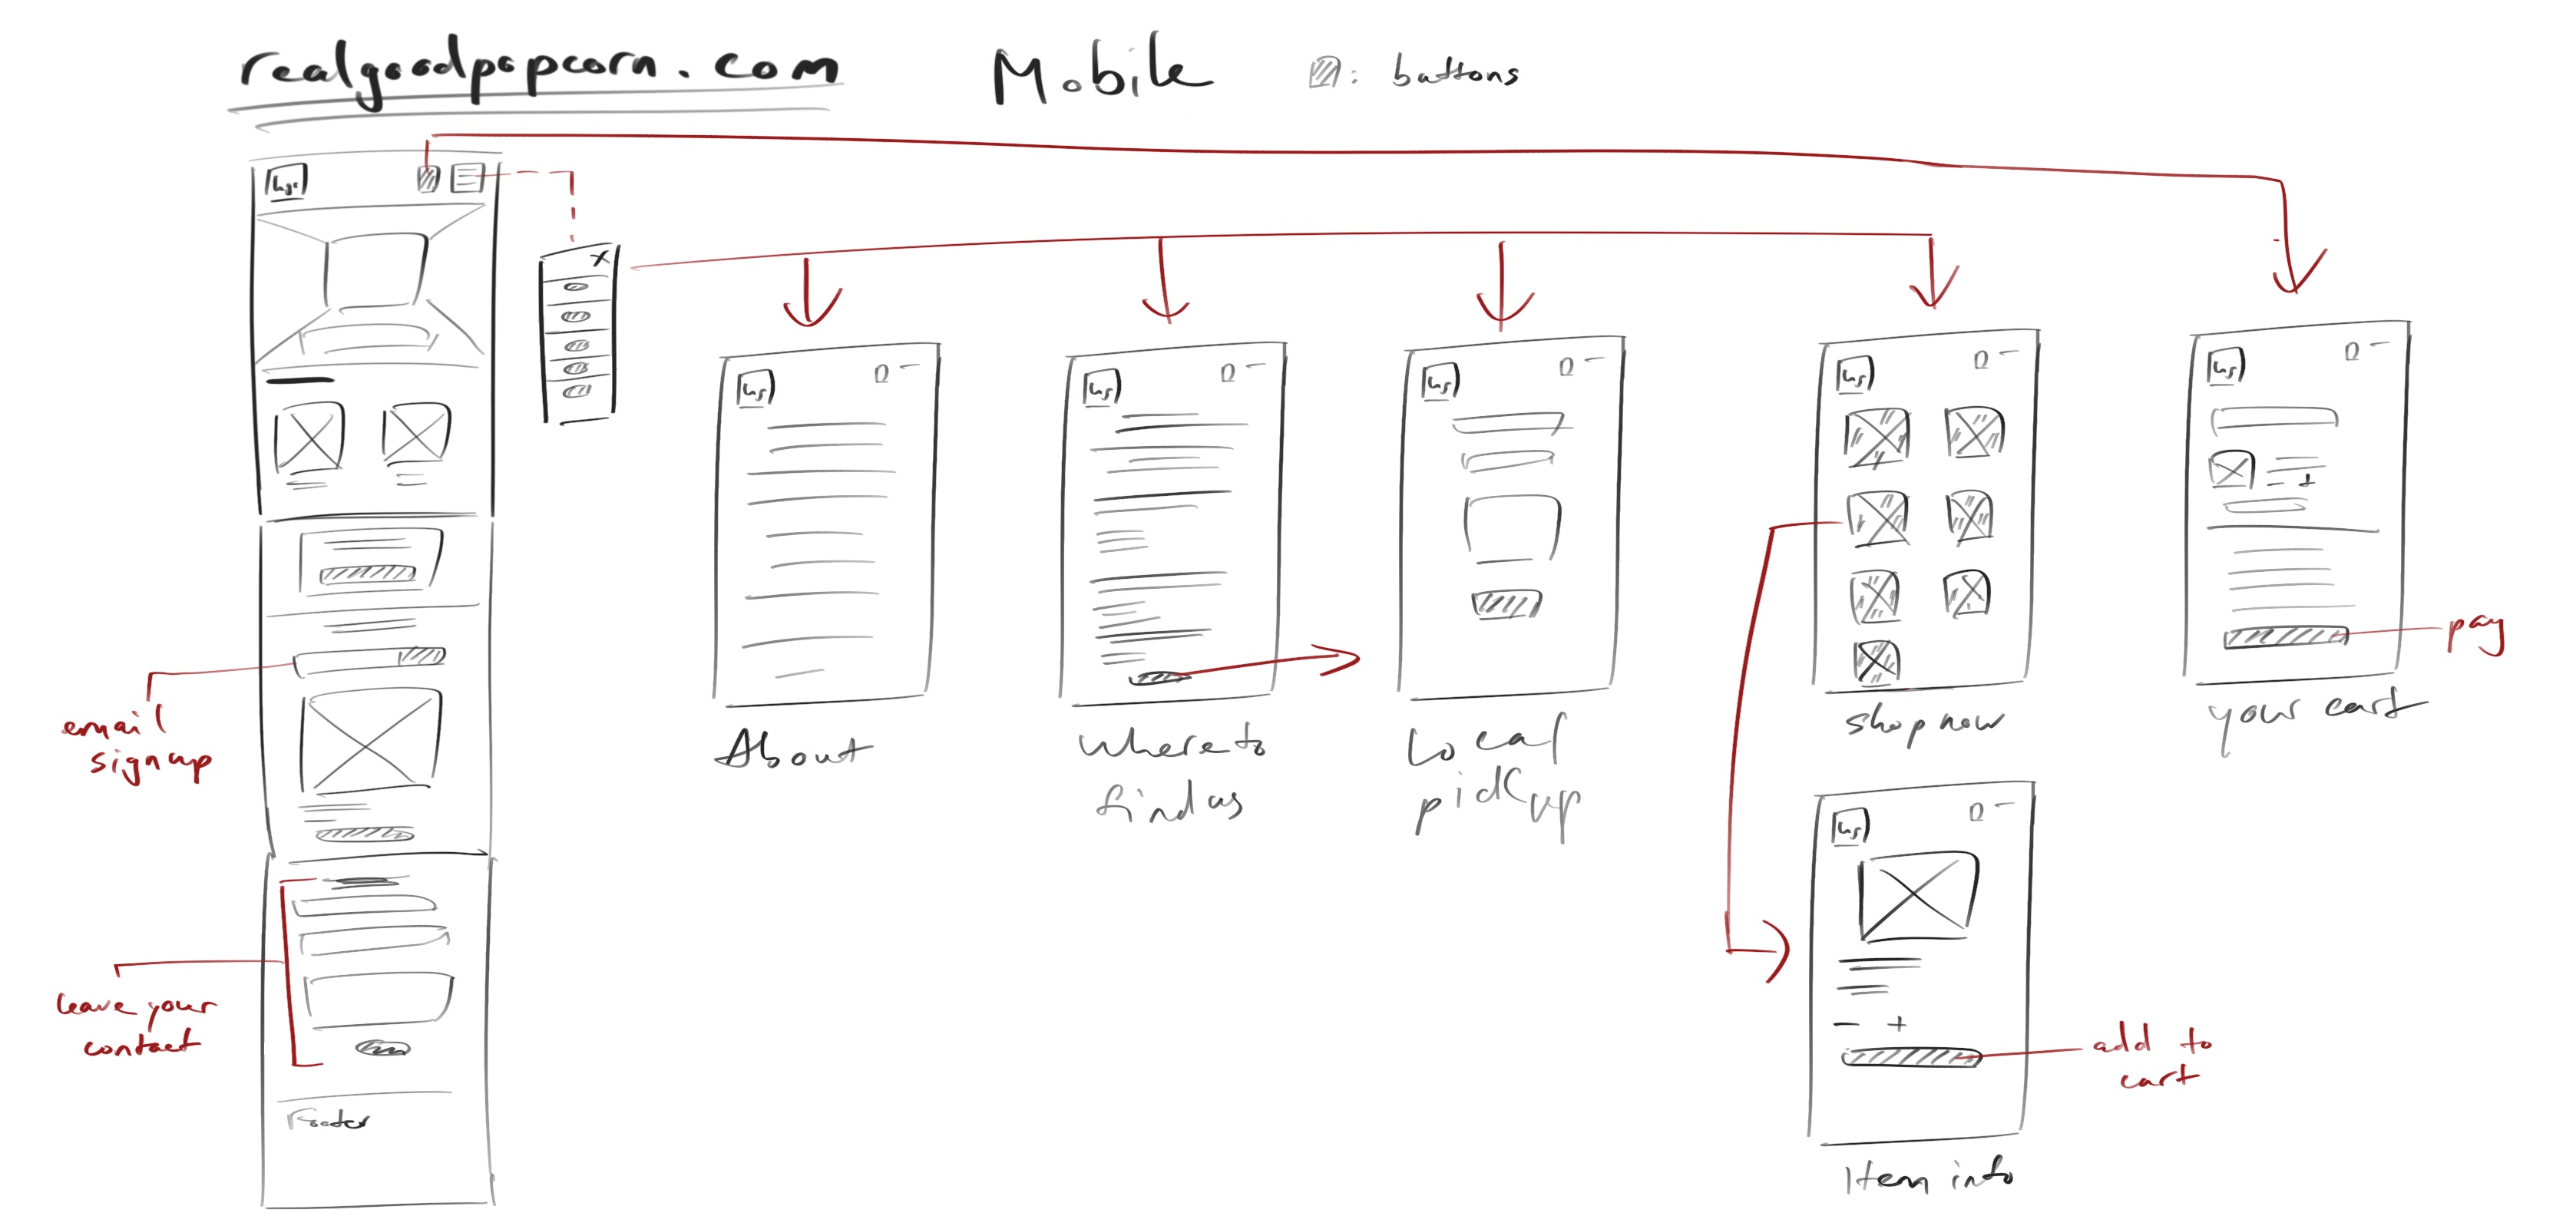 realgoodpopcorn.com
Mobile
: buttons
email
signup
leave your
contact
Footer
About
where to
find us
Local
pickup
shop now
your cart
pay
add to
cart
Item info